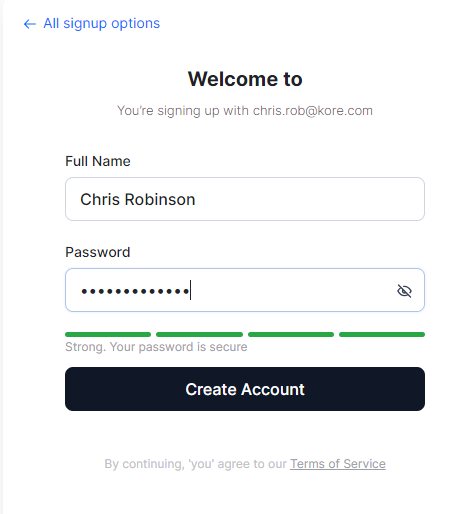 ← All signup options
Welcome to
You're signing up with chris.rob@kore.com
Full Name
Chris Robinson
Password
•••••••••••••
Strong. Your password is secure
Create Account
By continuing, 'you' agree to our Terms of Service